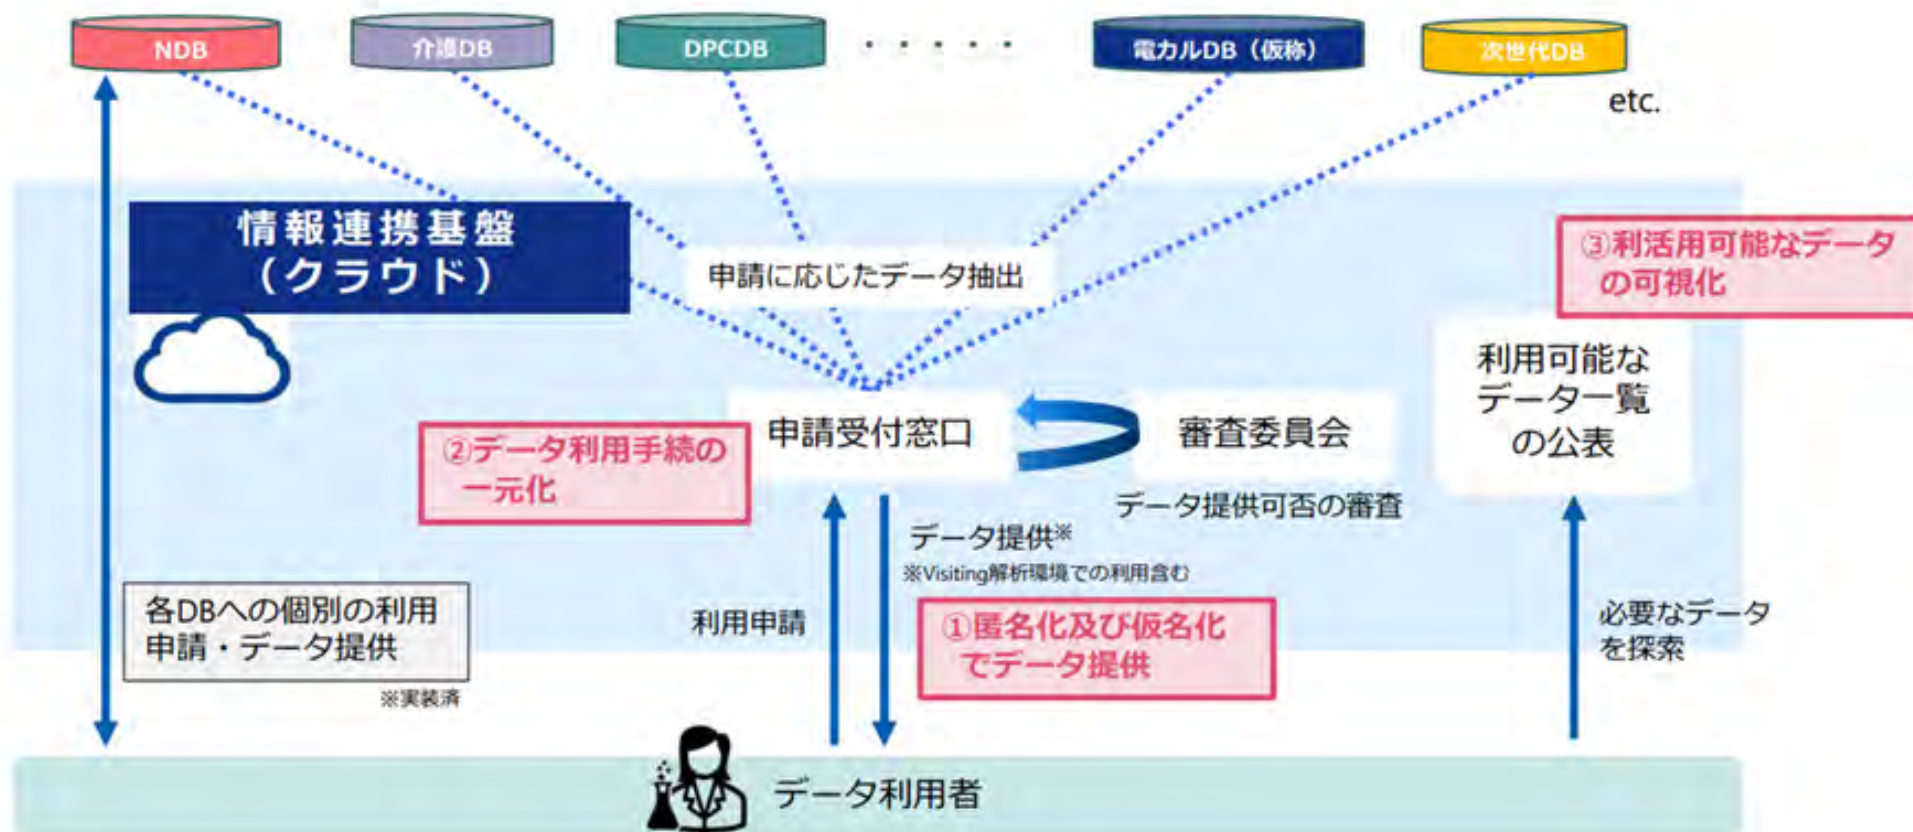 NDB
介護DB
DPCDB
・・・・・
電カルDB（仮称）
次世代DB
etc.
情報連携基盤
（クラウド）
申請に応じたデータ抽出
③利活用可能なデータ
の可視化
利用可能な
データ一覧
の公表
②データ利用手続の
一元化
申請受付窓口
審査委員会
データ提供可否の審査
データ提供※
※Visiting解析環境での利用含む
各DBへの個別の利用
申請・データ提供
※実装済
利用申請
①匿名化及び仮名化
でデータ提供
必要なデータ
を探索
データ利用者